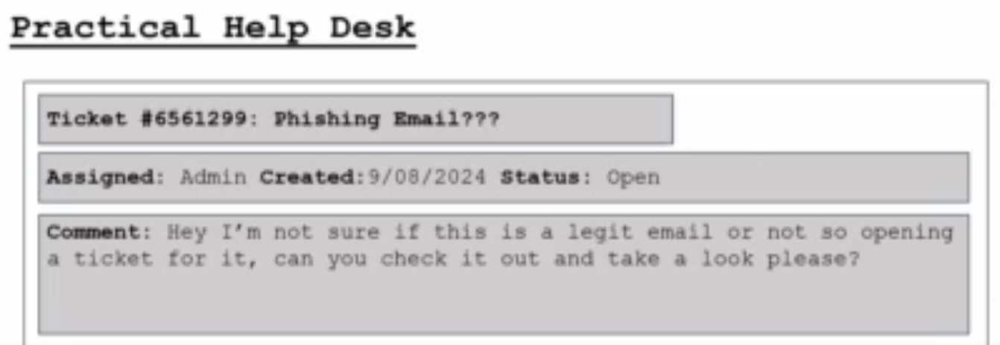 Practical Help Desk
Ticket #6561299: Phishing Email???
Assigned: Admin Created:9/08/2024 Status: Open
Comment: Hey I'm not sure if this is a legit email or not so opening
a ticket for it, can you check it out and take a look please?